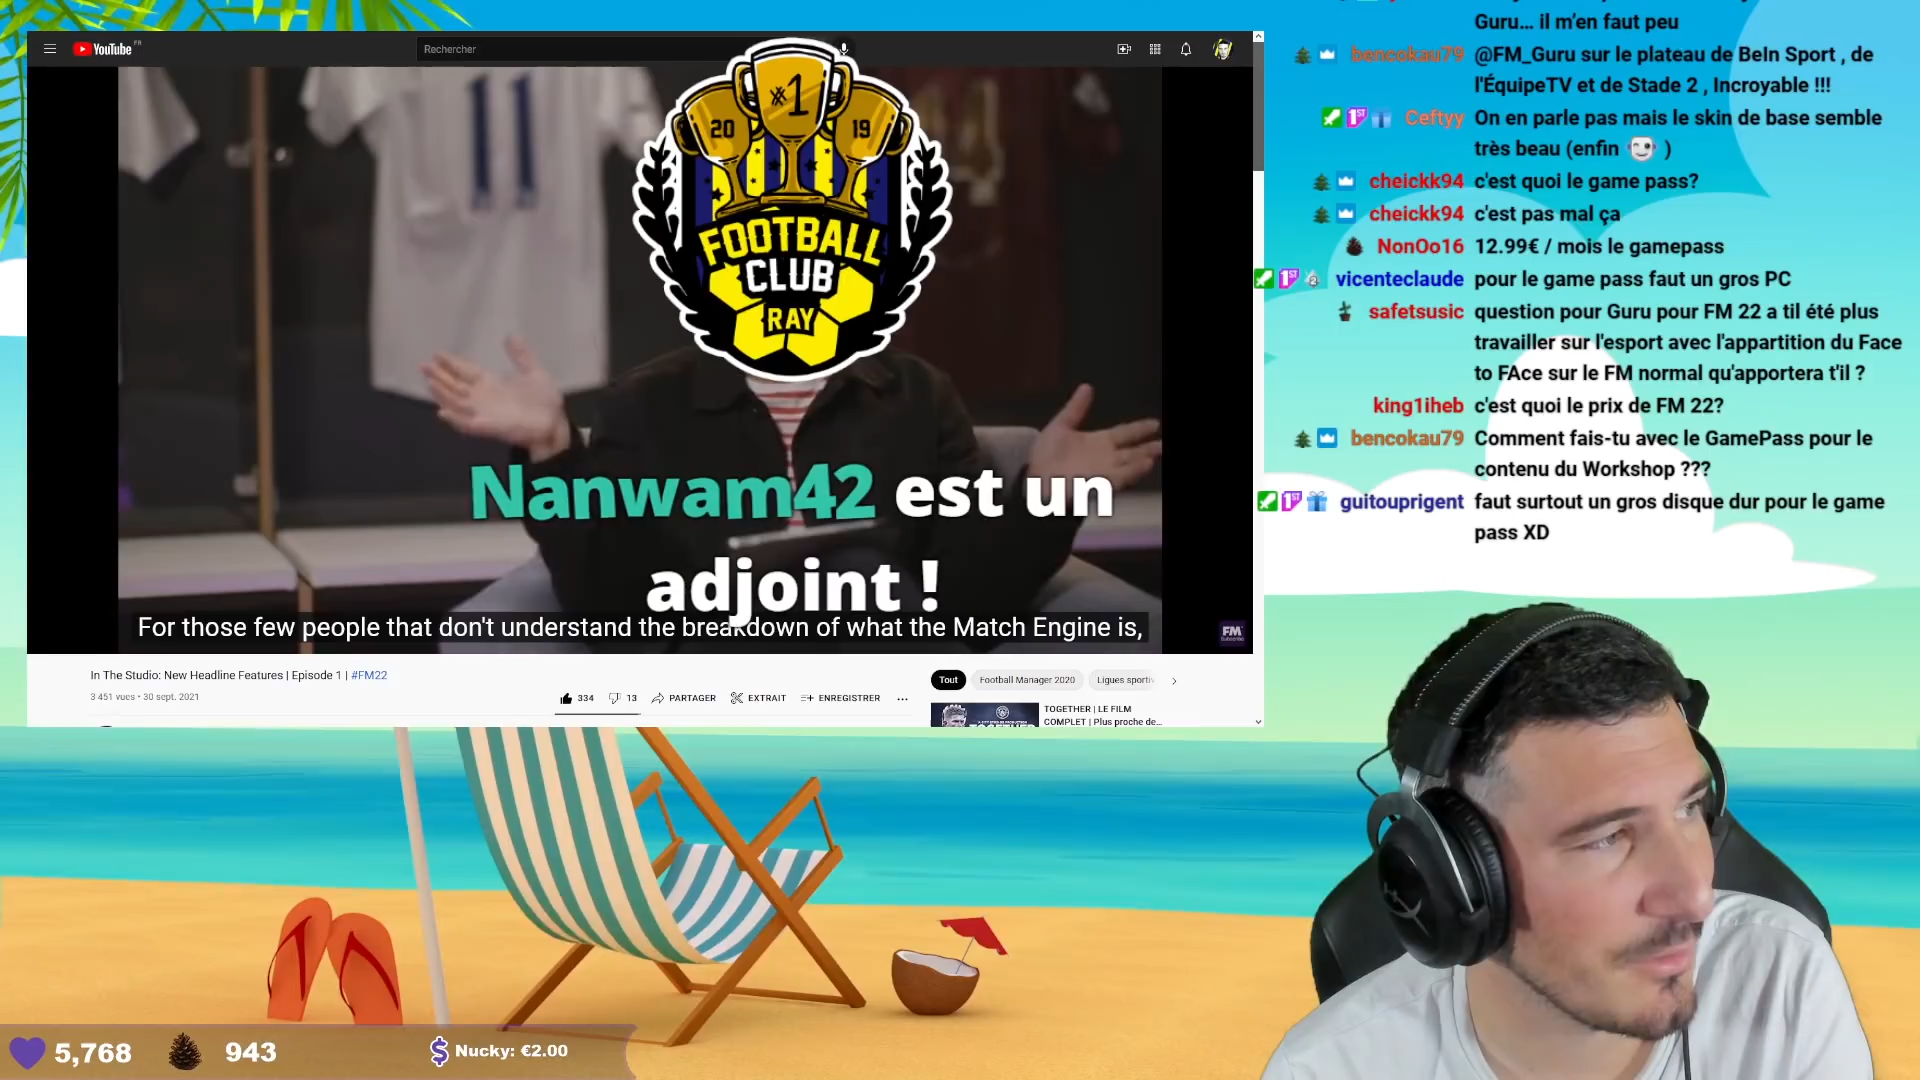 YouTube FR
Rechercher
#1
20 19
FOOTBALL
CLUB
RAY
11
Nanwam42 est un
adjoint !
For those few people that don't understand the breakdown of what the Match Engine is,
FM
In The Studio: New Headline Features | Episode 1 | #FM22
3 451 vues • 30 sept. 2021
334 13 PARTAGER EXTRAIT ENREGISTRER ...
Tout Football Manager 2020 Ligues sportiv
TOGETHER | LE FILM
COMPLET | Plus proche de...
Guru... il m'en faut peu
bencokau79 @FM_Guru sur le plateau de BeIn Sport , de
l'ÉquipeTV et de Stade 2 , Incroyable !!!
1ST Ceftyy On en parle pas mais le skin de base semble
très beau (enfin )
cheickk94 c'est quoi le game pass?
cheickk94 c'est pas mal ça
NonOo16 12.99€ / mois le gamepass
1ST 2 vicenteclaude pour le game pass faut un gros PC
safetsusic question pour Guru pour FM 22 a til été plus
travailler sur l'esport avec l'appartition du Face
to FAce sur le FM normal qu'apportera t'il ?
king1iheb c'est quoi le prix de FM 22?
bencokau79 Comment fais-tu avec le GamePass pour le
contenu du Workshop ???
1ST guitouprigent faut surtout un gros disque dur pour le game
pass XD
5,768 943 $ Nucky: €2.00